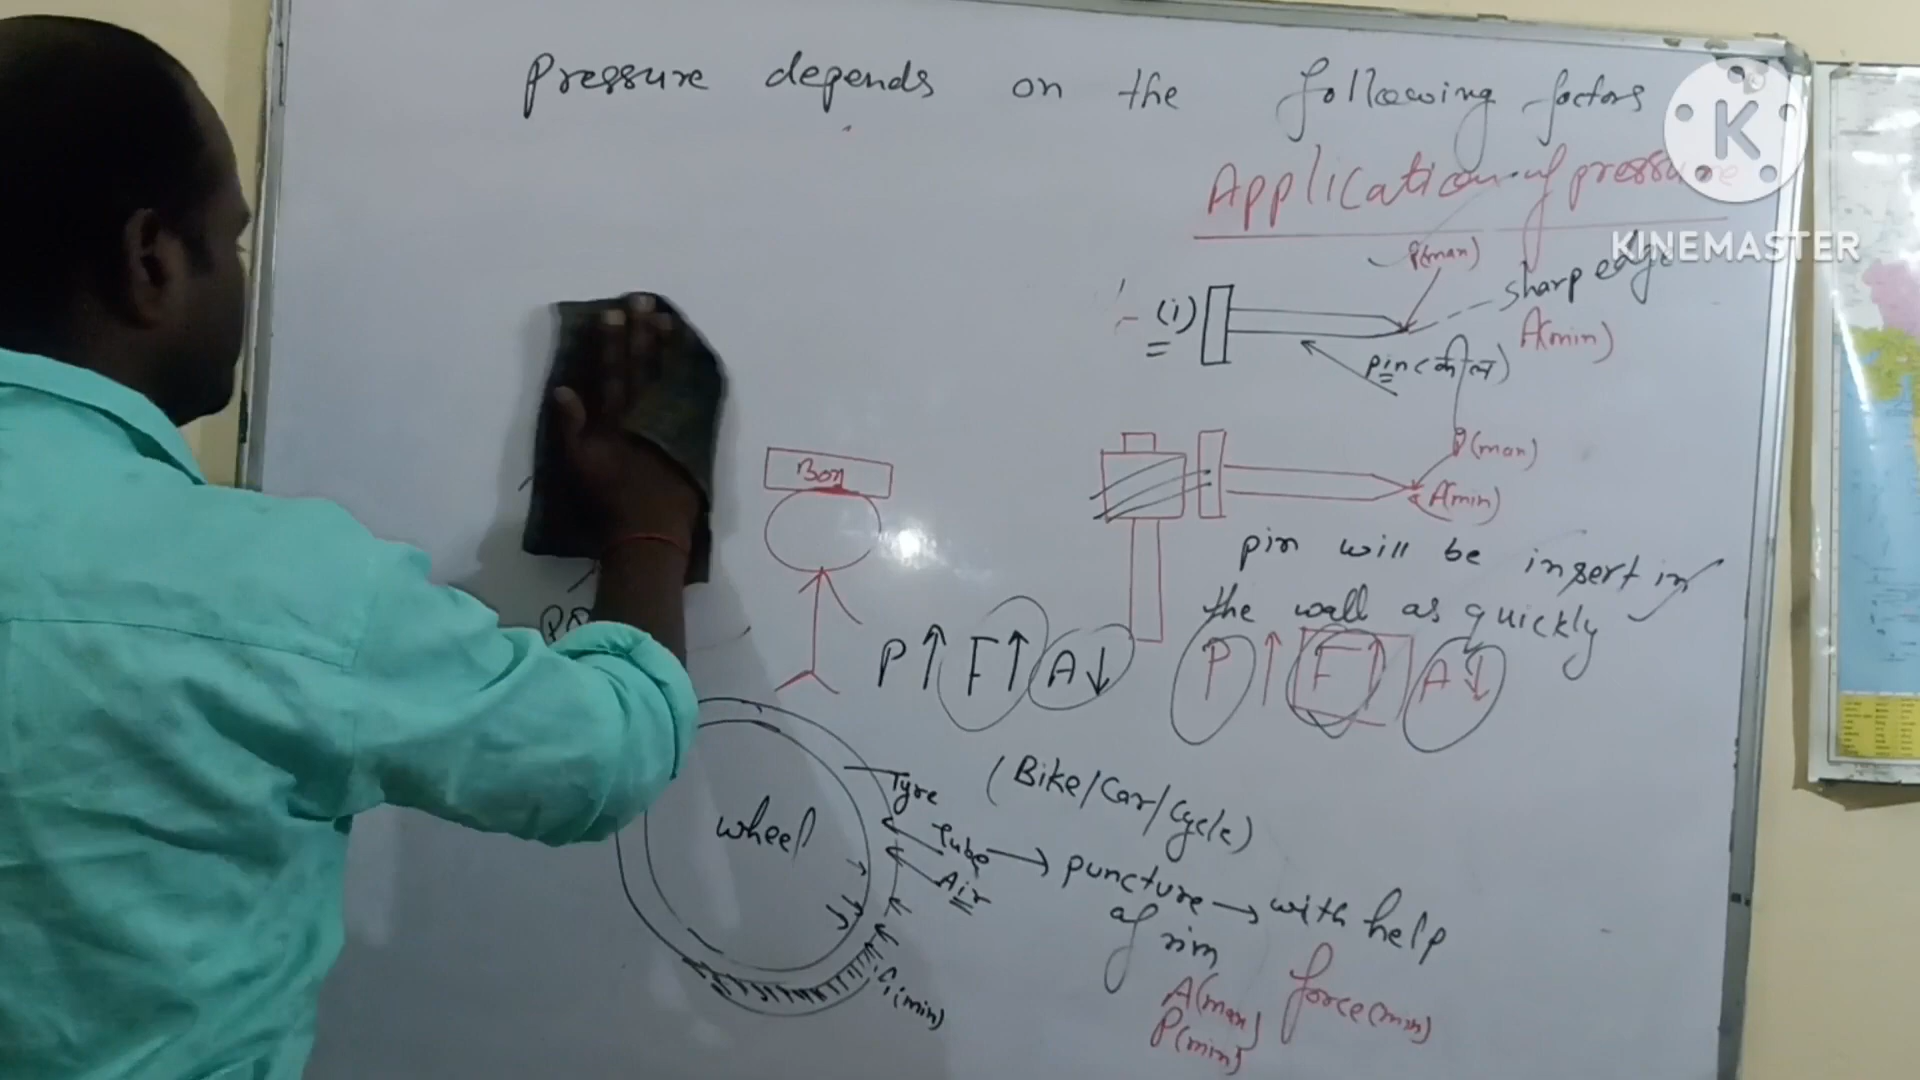 Pressure depends on the following factors
Application of pressure
K
KINEMASTER
P(max)
sharp edge
(i)
A(min)
pin (कील)
Box
P(max)
A(min)
pin will be insert in
the wall as quickly
P↑ F↑ A↓
P↑ F↑ A↓
(Bike/Car/Cycle)
Tyre
wheel
Tube → puncture → with help
Air
of rim
P₁(min)
A(max)
force(min)
P(min)